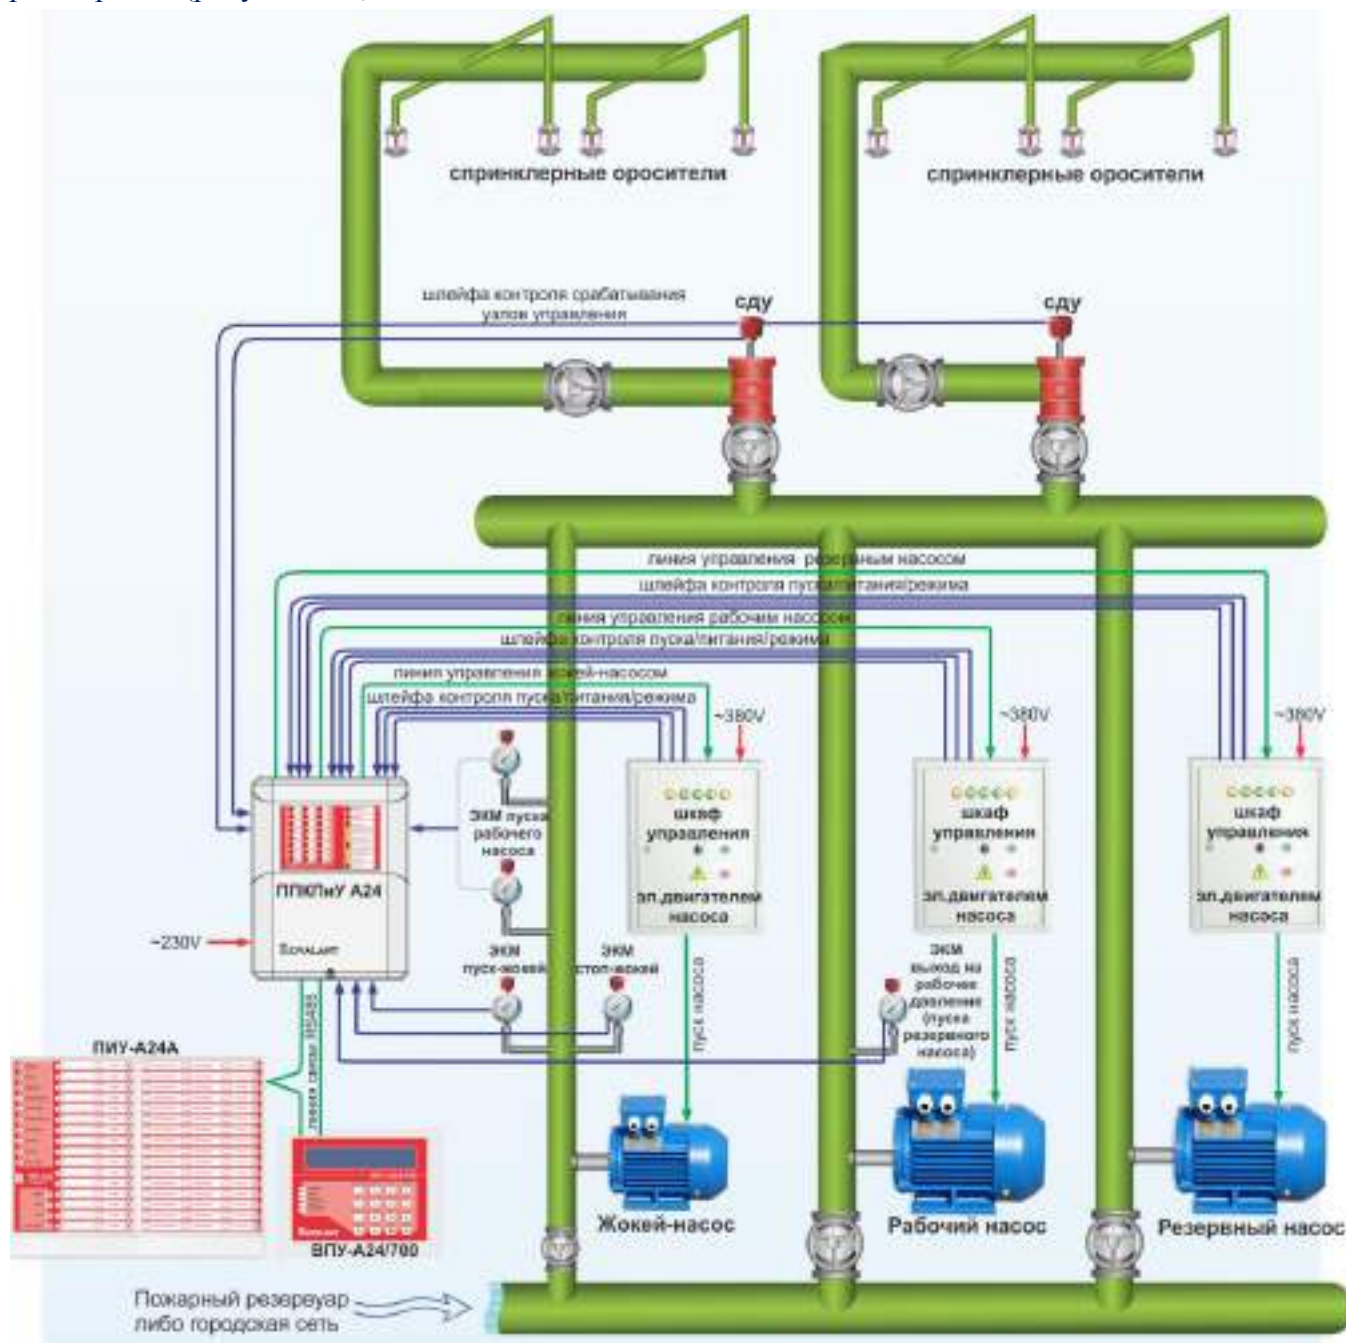 спринклерные оросители
спринклерные оросители
шлейфа контроля срабатывания
узлов управления
сду
сду
линия управления резервным насосом
шлейфа контроля пуска/питания/режима
линия управления рабочим насосом
шлейфа контроля пуска/питания/режима
линия управления жокей-насосом
шлейфа контроля пуска/питания/режима
~380V
~380V
~380V
ЭКМ пуска
рабочего
насоса
шкаф
управления
эл.двигателем
насоса
шкаф
управления
эл.двигателем
насоса
шкаф
управления
эл.двигателем
насоса
ППКПиУ А24
~230V
ЭКМ
пуск-жокей
ЭКМ
стоп-жокей
ЭКМ
выход на
рабочее
давление
(пуска
резервного
насоса)
пуск насоса
пуск насоса
пуск насоса
линия связи RS485
ПИУ-А24А
ВПУ-А24/700
Жокей-насос
Рабочий насос
Резервный насос
Пожарный резервуар
либо городская сеть